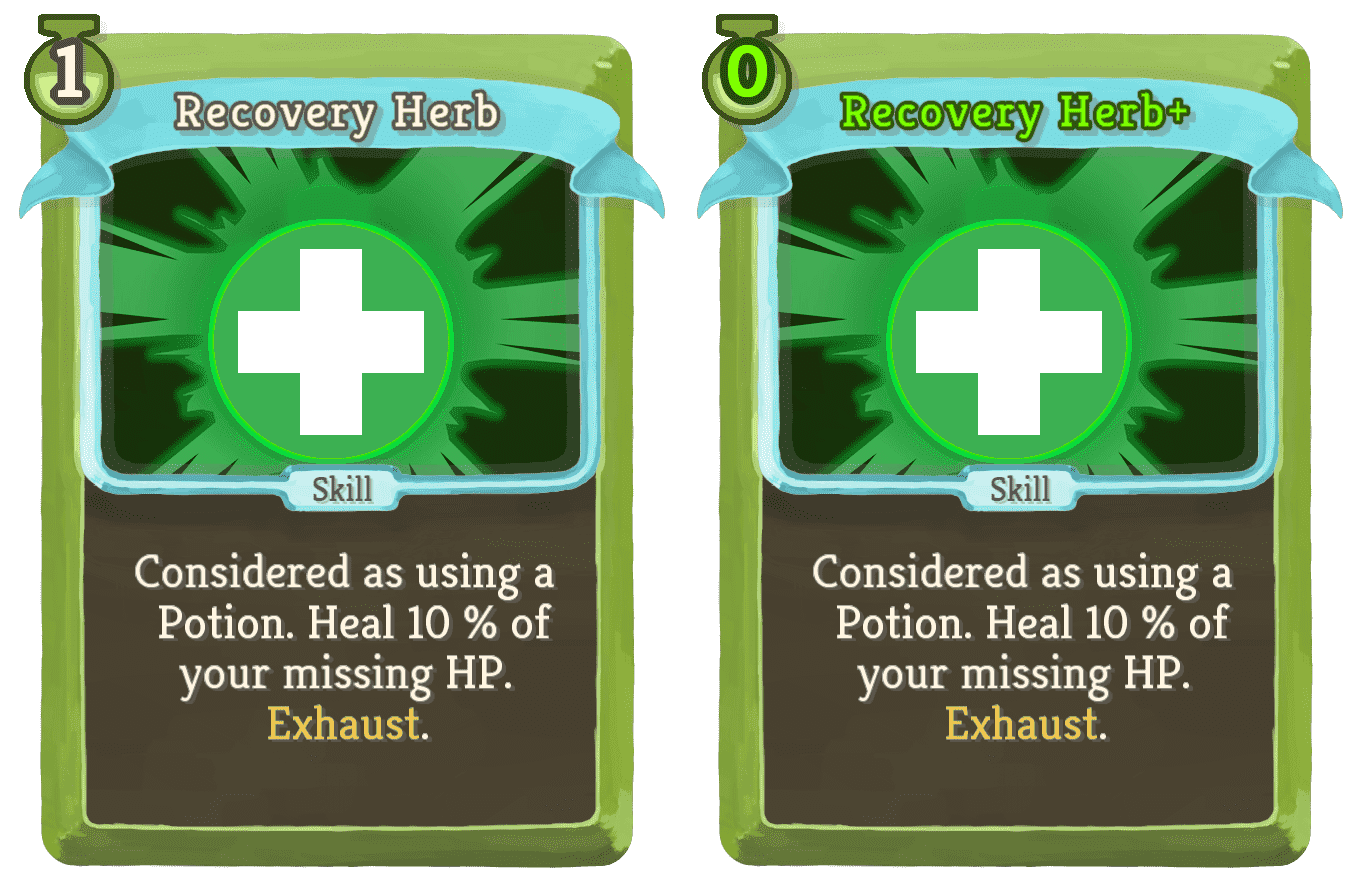 1
Recovery Herb
Skill
Considered as using a
Potion. Heal 10 % of
your missing HP.
Exhaust.
0
Recovery Herb+
Skill
Considered as using a
Potion. Heal 10 % of
your missing HP.
Exhaust.